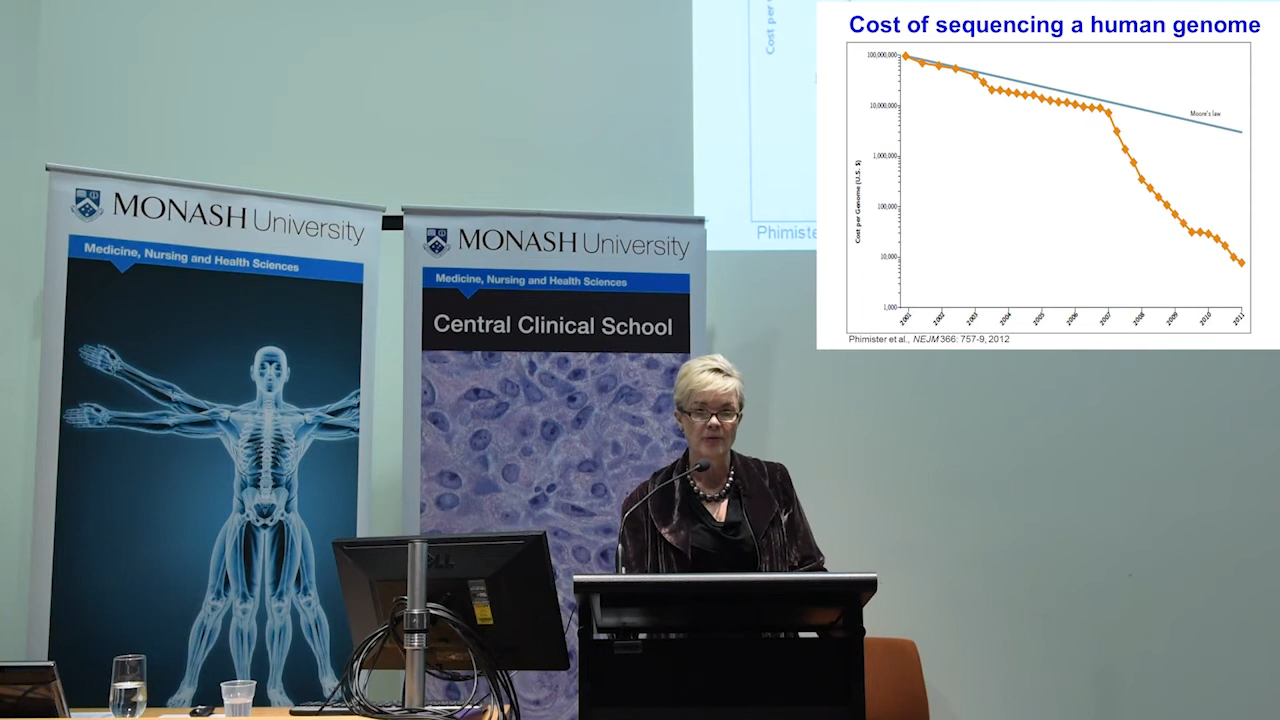 MONASH University
Medicine, Nursing and Health Sciences
MONASH University
Medicine, Nursing and Health Sciences
Central Clinical School
DELL
Cost per
Phimiste
Cost of sequencing a human genome
100,000,000
10,000,000
1,000,000
100,000
10,000
1,000
Cost per Genome (U.S. $)
Moore's law
2001 2002 2003 2004 2005 2006 2007 2008 2009 2010 2011
Phimister et al., NEJM 366: 757-9, 2012